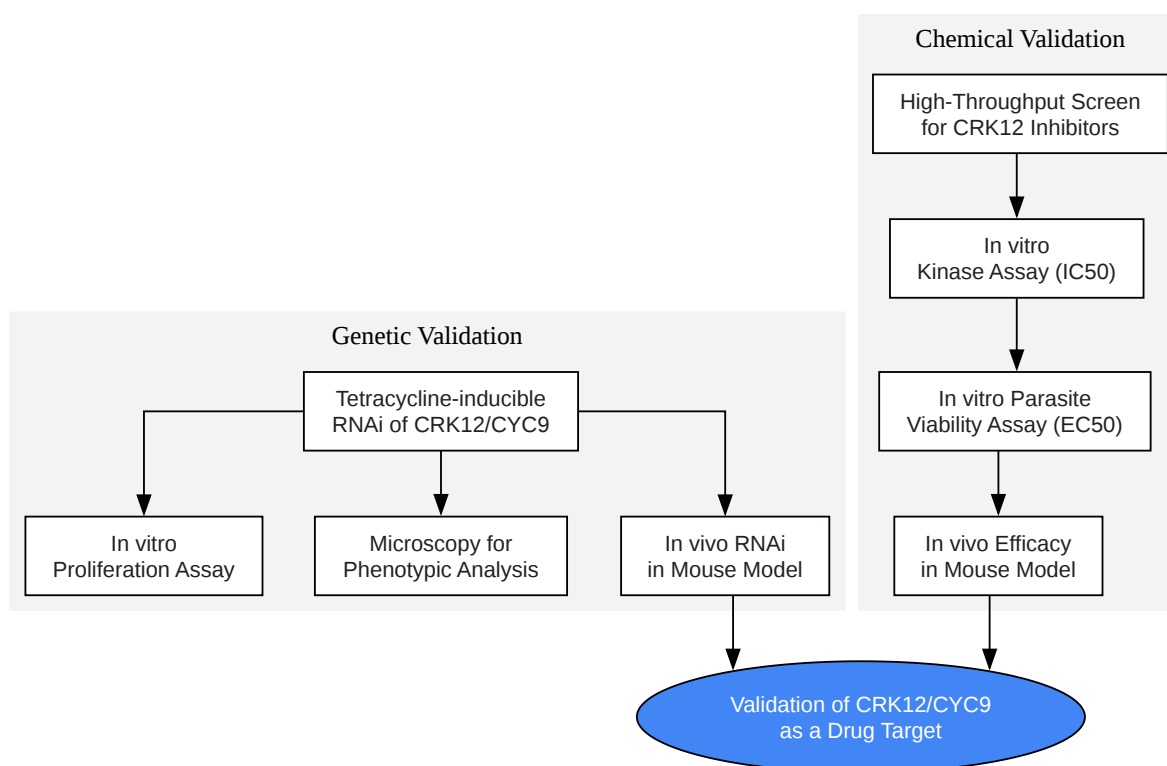 Chemical Validation
High-Throughput Screen
for CRK12 Inhibitors
In vitro
Kinase Assay (IC50)
In vitro Parasite
Viability Assay (EC50)
In vivo Efficacy
in Mouse Model
Genetic Validation
Tetracycline-inducible
RNAi of CRK12/CYC9
In vitro
Proliferation Assay
Microscopy for
Phenotypic Analysis
In vivo RNAi
in Mouse Model
Validation of CRK12/CYC9
as a Drug Target